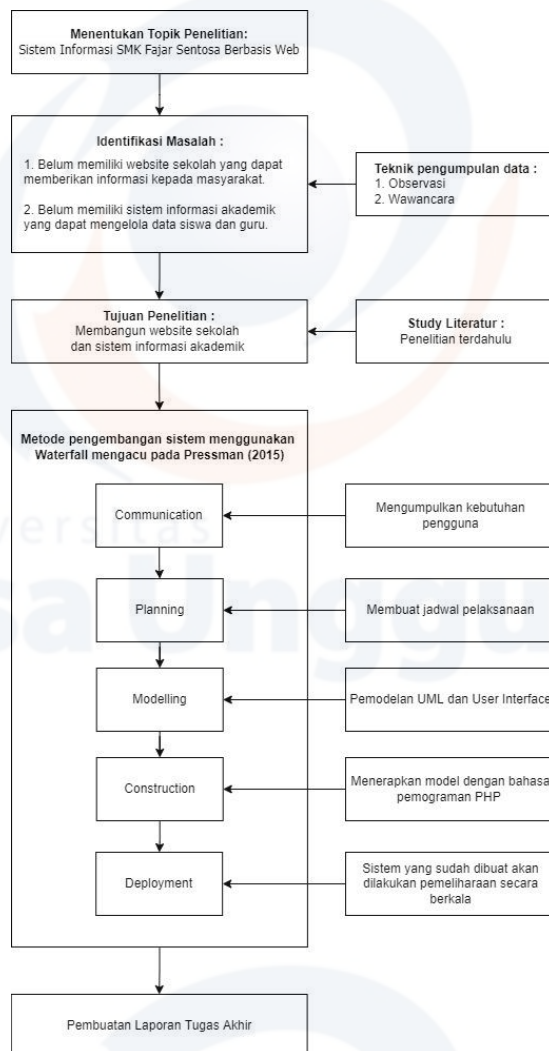 Menentukan Topik Penelitian:
Sistem Informasi SMK Fajar Sentosa Berbasis Web
Identifikasi Masalah :
1. Belum memiliki website sekolah yang dapat
memberikan informasi kepada masyarakat.
2. Belum memiliki sistem informasi akademik
yang dapat mengelola data siswa dan guru.
Teknik pengumpulan data :
1. Observasi
2. Wawancara
Tujuan Penelitian :
Membangun website sekolah
dan sistem informasi akademik
Study Literatur :
Penelitian terdahulu
Metode pengembangan sistem menggunakan
Waterfall mengacu pada Pressman (2015)
Communication
Mengumpulkan kebutuhan
pengguna
Planning
Membuat jadwal pelaksanaan
Modelling
Pemodelan UML dan User Interface
Construction
Menerapkan model dengan bahasa
pemograman PHP
Deployment
Sistem yang sudah dibuat akan
dilakukan pemeliharaan secara
berkala
Pembuatan Laporan Tugas Akhir